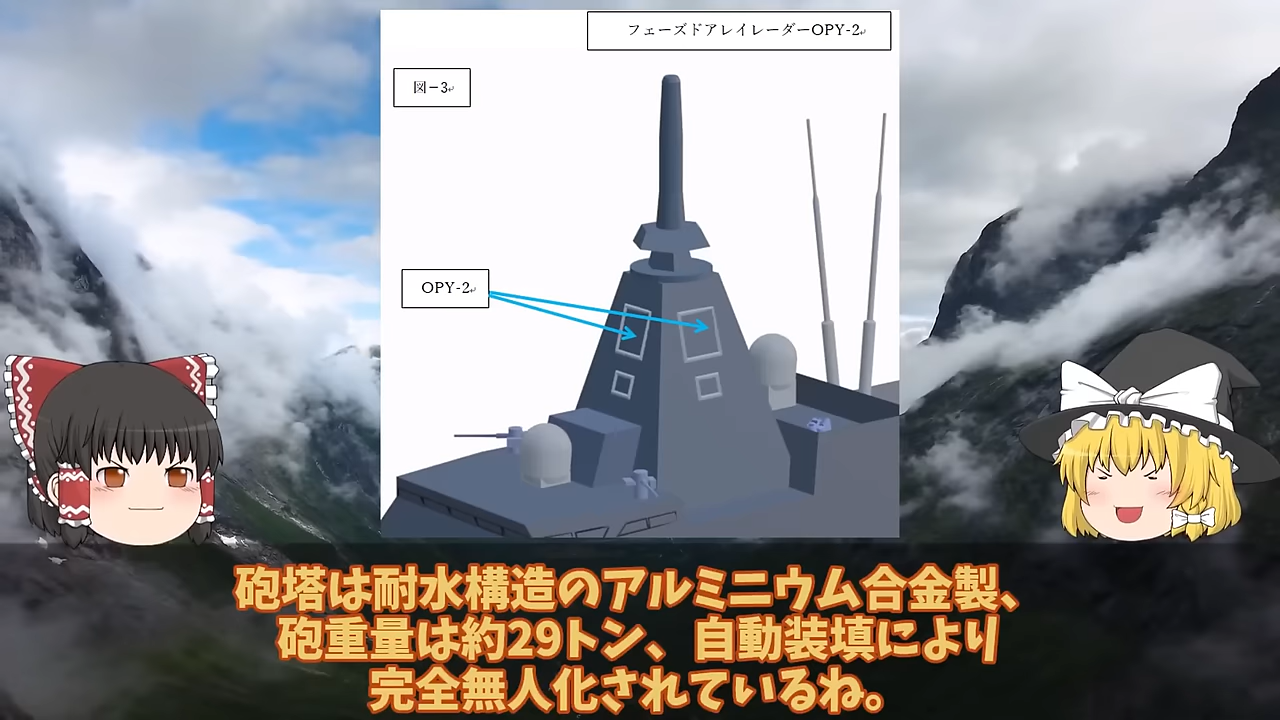 フェーズドアレイレーダーOPY-2
図－3
OPY-2
砲塔は耐水構造のアルミニウム合金製、
砲重量は約29トン、自動装填により
完全無人化されているね。